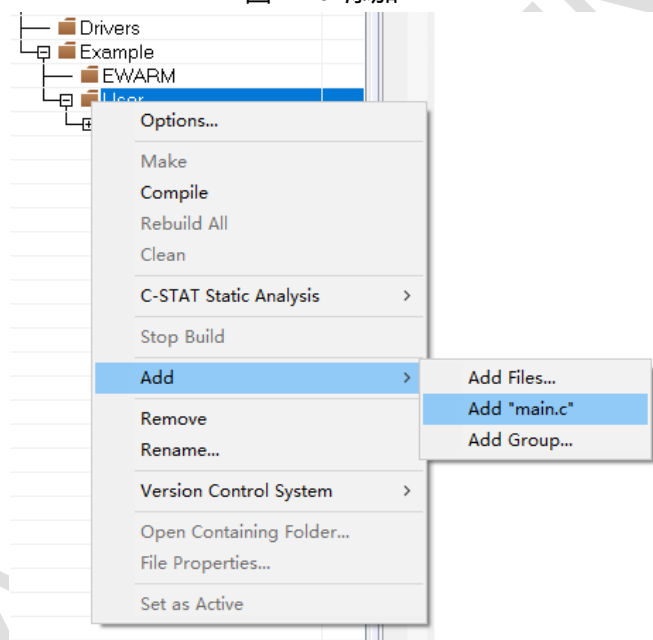 Drivers
Example
EWARM
User
Options...
Make
Compile
Rebuild All
Clean
C-STAT Static Analysis
Stop Build
Add
Add Files...
Add "main.c"
Add Group...
Remove
Rename...
Version Control System
Open Containing Folder...
File Properties...
Set as Active